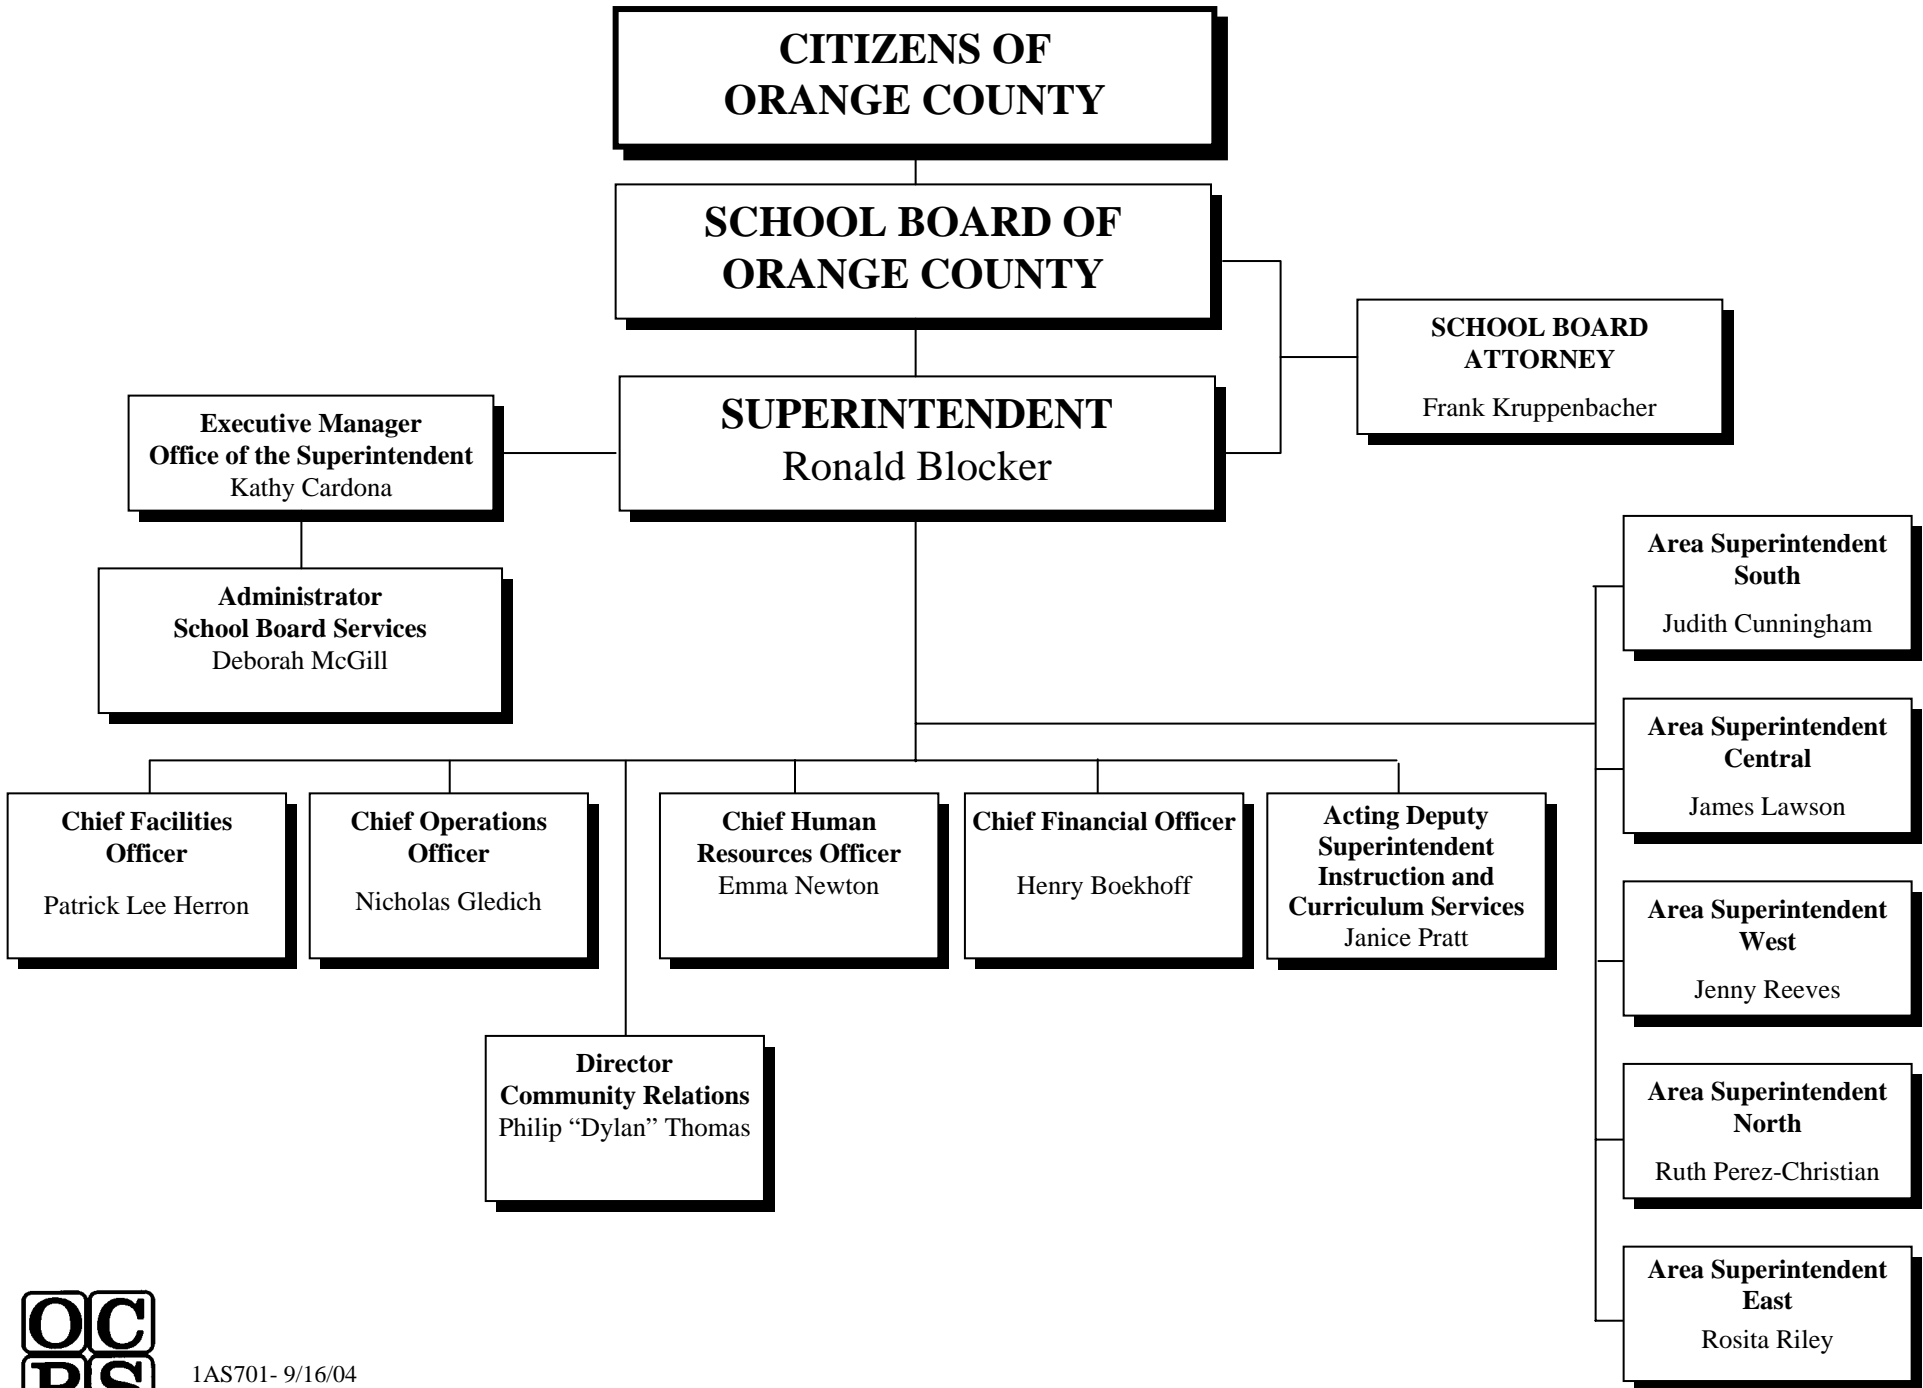 CITIZENS OF
ORANGE COUNTY
SCHOOL BOARD OF
ORANGE COUNTY
SCHOOL BOARD
ATTORNEY
Frank Kruppenbacher
SUPERINTENDENT
Ronald Blocker
Executive Manager
Office of the Superintendent
Kathy Cardona
Administrator
School Board Services
Deborah McGill
Area Superintendent
South
Judith Cunningham
Area Superintendent
Central
James Lawson
Area Superintendent
West
Jenny Reeves
Area Superintendent
North
Ruth Perez-Christian
Area Superintendent
East
Rosita Riley
Chief Facilities
Officer
Patrick Lee Herron
Chief Operations
Officer
Nicholas Gledich
Chief Human
Resources Officer
Emma Newton
Chief Financial Officer
Henry Boekhoff
Acting Deputy
Superintendent
Instruction and
Curriculum Services
Janice Pratt
Director
Community Relations
Philip “Dylan” Thomas
OC
PS
1AS701- 9/16/04